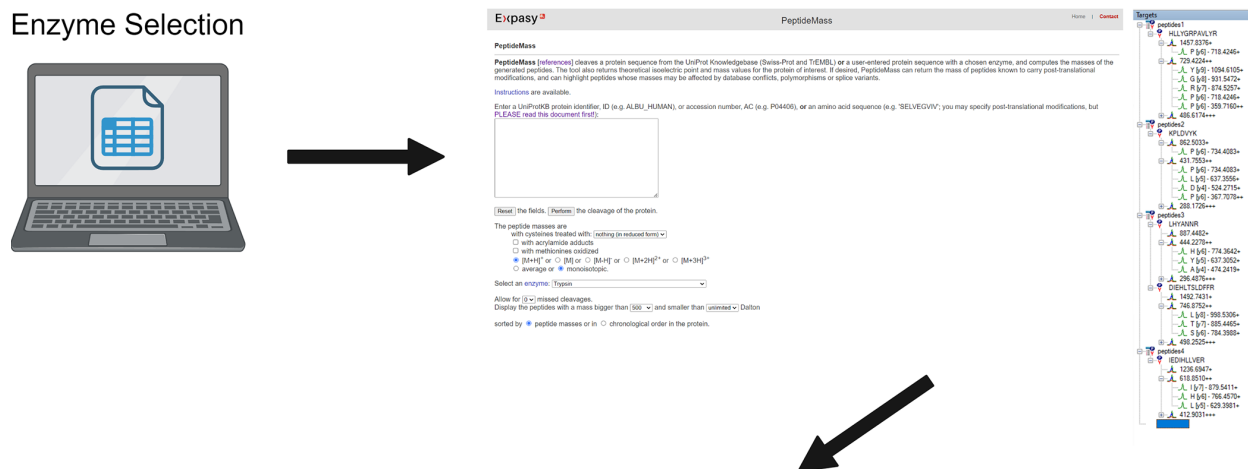 Enzyme Selection
Expasy
PeptideMass
Home | Contact
PeptideMass
PeptideMass [references] cleaves a protein sequence from the UniProt Knowledgebase (Swiss-Prot and TrEMBL) or a user-entered protein sequence with a chosen enzyme, and computes the masses of the
generated peptides. The tool also returns theoretical isoelectric point and mass values for the protein of interest. If desired, PeptideMass can return the mass of peptides known to carry post-translational
modifications, and can highlight peptides whose masses may be affected by database conflicts, polymorphisms or splice variants.
Instructions are available.
Enter a UniProtKB protein identifier, ID (e.g. ALBU_HUMAN), or accession number, AC (e.g. P04406), or an amino acid sequence (e.g. 'SELVEGVIV'; you may specify post-translational modifications, but
PLEASE read this document first!):
Reset the fields. Perform the cleavage of the protein.
The peptide masses are
with cysteines treated with: nothing (in reduced form)
with acrylamide adducts
with methionines oxidized
[M+H]⁺ or [M] or [M-H]⁻ or [M+2H]²⁺ or [M+3H]³⁺
average or monoisotopic.
Select an enzyme: Trypsin
Allow for 0 missed cleavages.
Display the peptides with a mass bigger than 500 and smaller than unlimited Dalton
sorted by peptide masses or in chronological order in the protein.
Targets
peptides1
HLLYGRPAVLYR
1457.8376+
P [y6] - 718.4246+
729.4224++
Y [y9] - 1094.6105+
G [y8] - 931.5472+
R [y7] - 874.5257+
P [y6] - 718.4246+
P [y6] - 359.7160++
486.6174+++
peptides2
KPLDVYK
862.5033+
P [y6] - 734.4083+
431.7553++
P [y6] - 734.4083+
L [y5] - 637.3556+
D [y4] - 524.2715+
P [y6] - 367.7078++
288.1726+++
peptides3
LHYANNR
887.4482+
444.2278++
H [y6] - 774.3642+
Y [y5] - 637.3052+
A [y4] - 474.2419+
296.4876+++
DIEHLTSLDFFR
1492.7431+
746.8752++
L [y8] - 998.5306+
T [y7] - 885.4465+
S [y6] - 784.3988+
498.2525+++
peptides4
IEDIHLLVER
1236.6947+
618.8510++
I [y7] - 879.5411+
H [y6] - 766.4570+
L [y5] - 629.3981+
412.9031+++